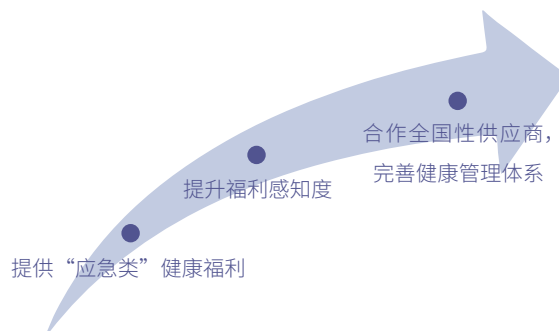 合作全国性供应商，
完善健康管理体系
提升福利感知度
提供“应急类”健康福利